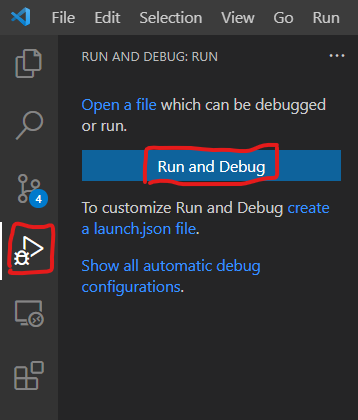 File Edit Selection View Go Run
RUN AND DEBUG: RUN
Open a file which can be debugged
or run.
Run and Debug
To customize Run and Debug create
a launch.json file.
4
Show all automatic debug
configurations.